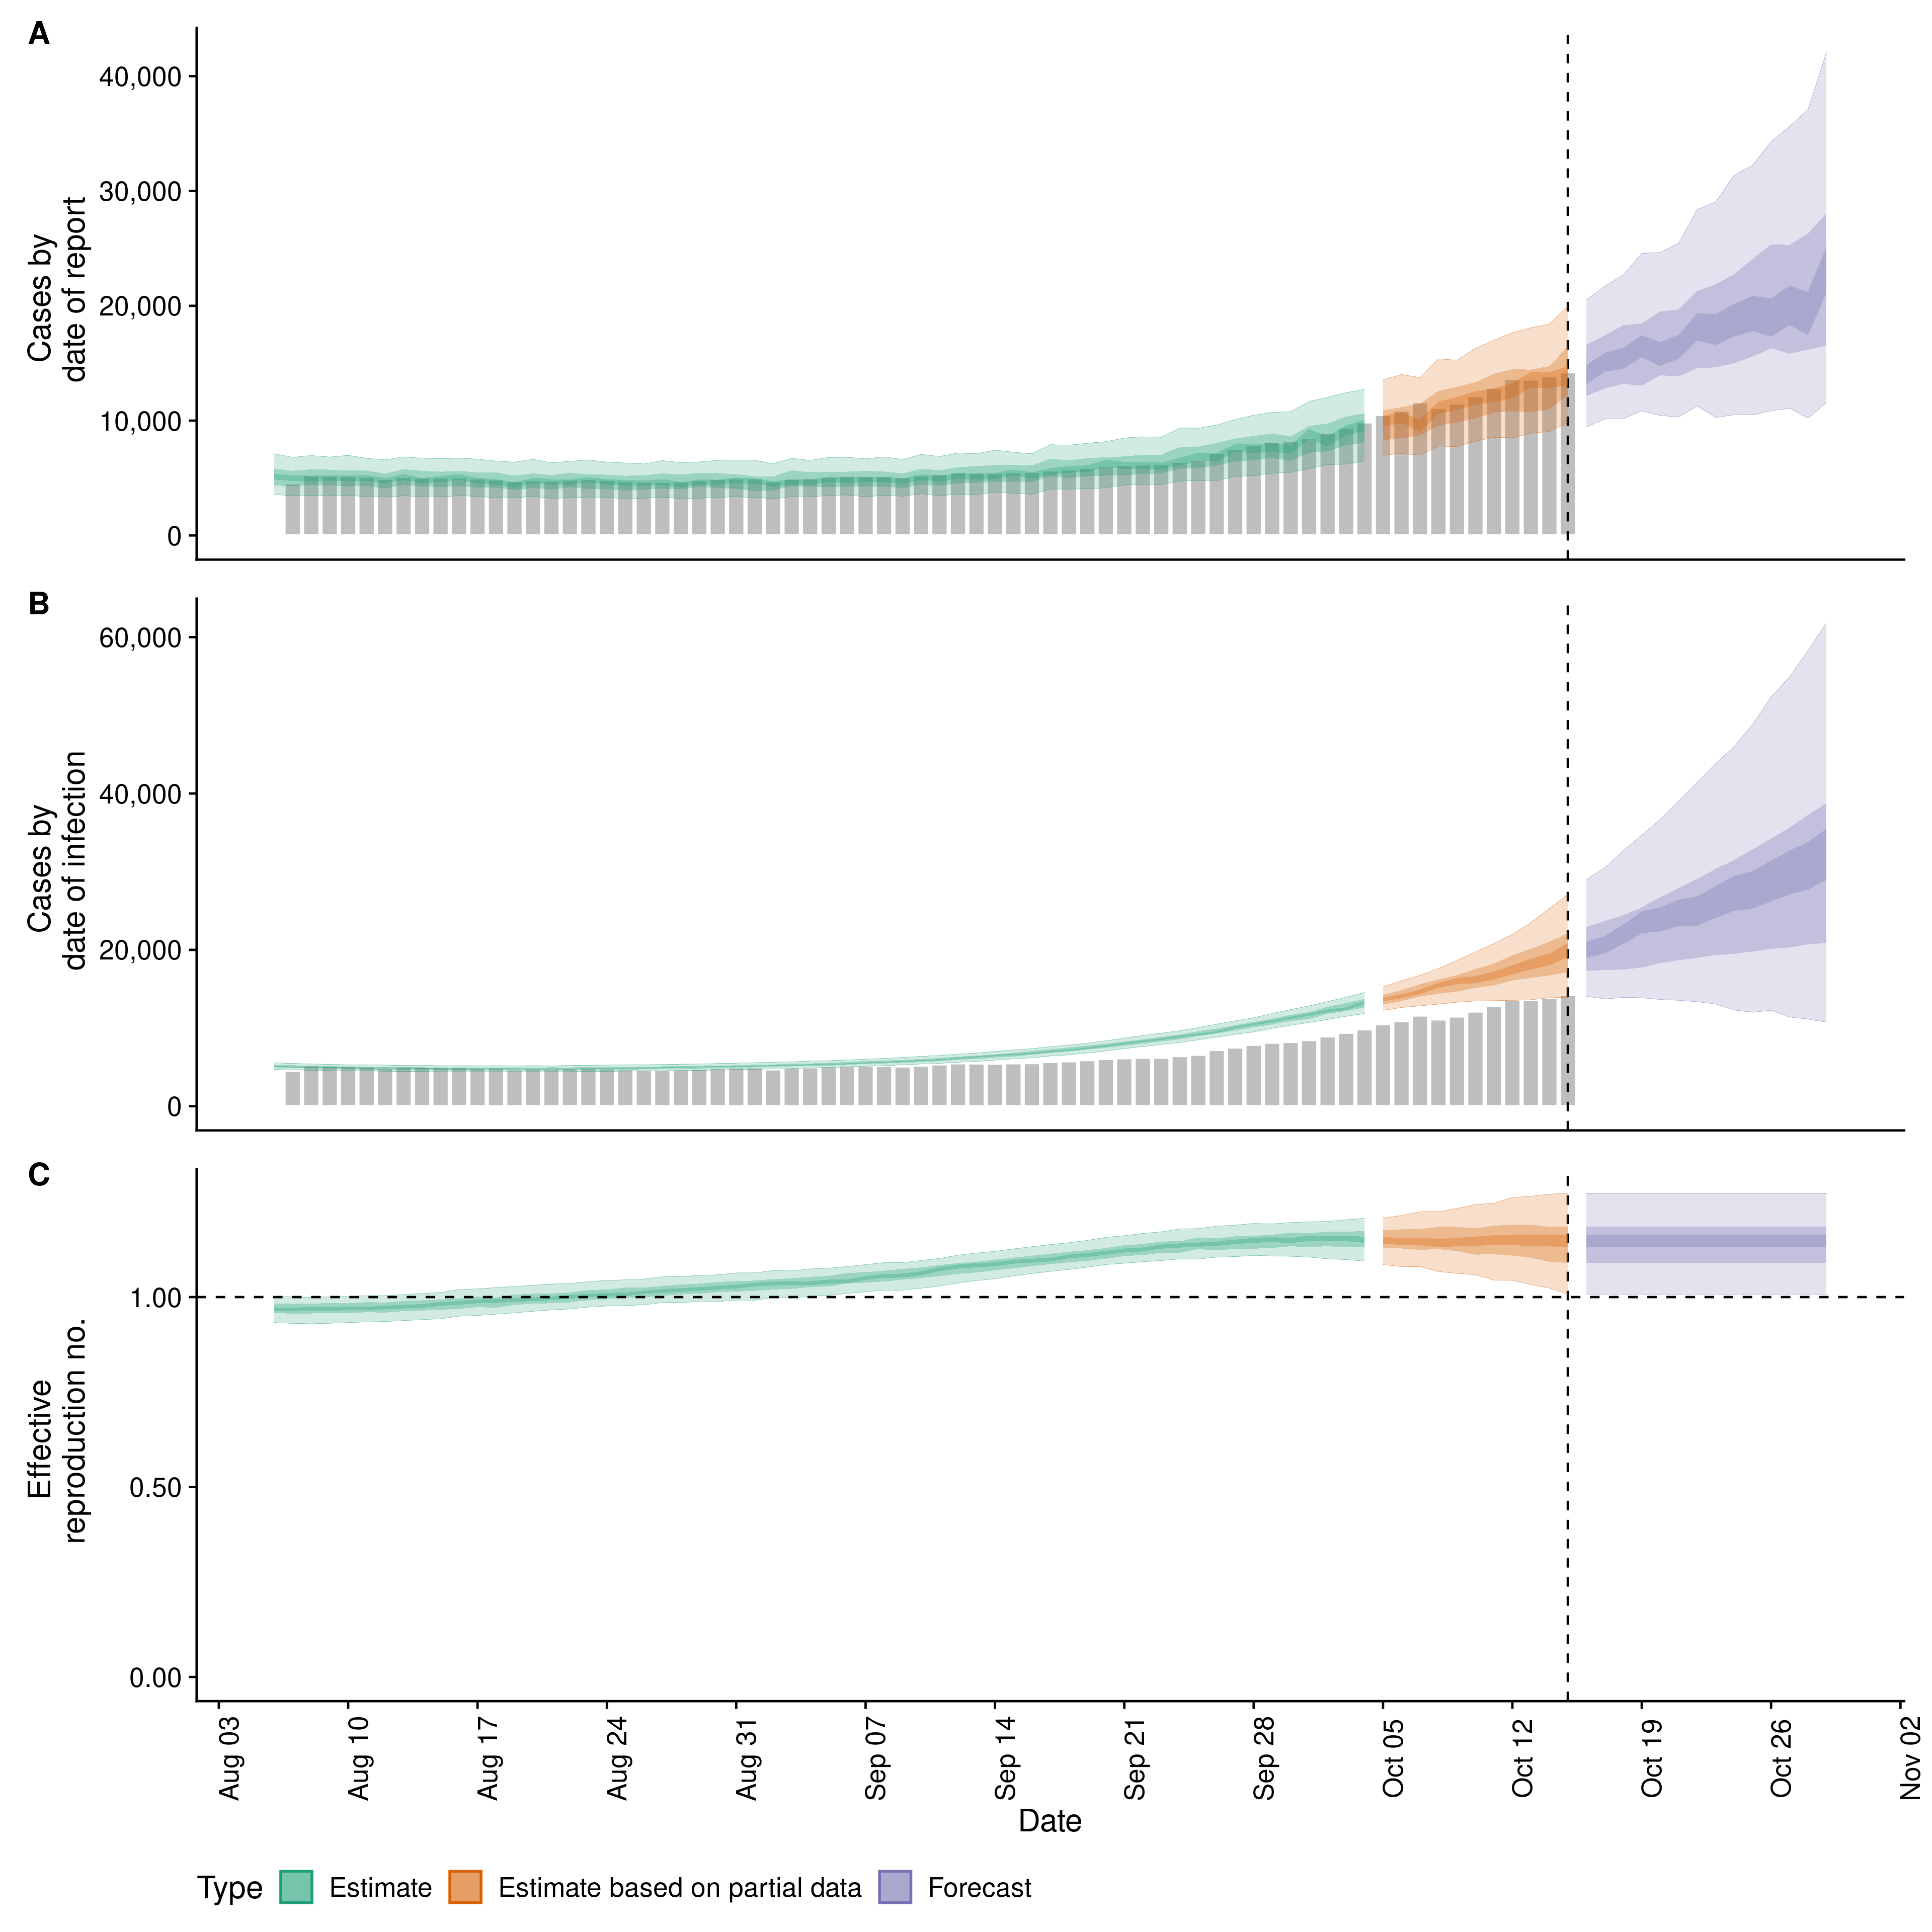 A
Cases by
date of report
40,000
30,000
20,000
10,000
0
B
Cases by
date of infection
60,000
40,000
20,000
0
C
Effective
reproduction no.
1.00
0.50
0.00
Aug 03
Aug 10
Aug 17
Aug 24
Aug 31
Sep 07
Sep 14
Sep 21
Sep 28
Oct 05
Oct 12
Oct 19
Oct 26
Nov 02
Date
Type Estimate Estimate based on partial data Forecast